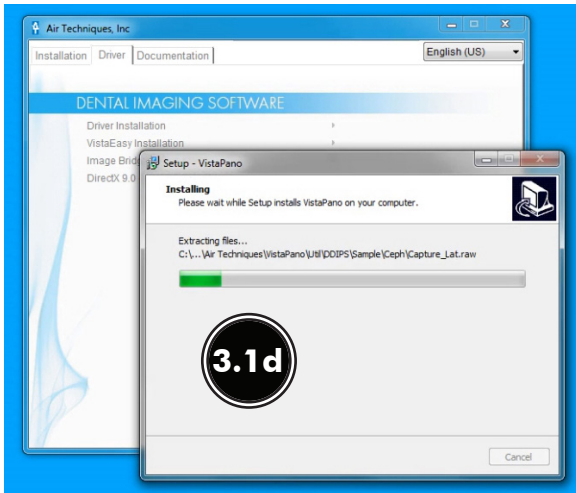 Air Techniques, Inc
Installation Driver Documentation English (US)
DENTAL IMAGING SOFTWARE
Driver Installation
VistaEasy Installation
Image Brid
DirectX 9.0
Setup - VistaPano
Installing
Please wait while Setup installs VistaPano on your computer.
Extracting files...
C:\...\Air Techniques\VistaPano\Util\DDIPS\Sample\Ceph\Capture_Lat.raw
3.1d
Cancel